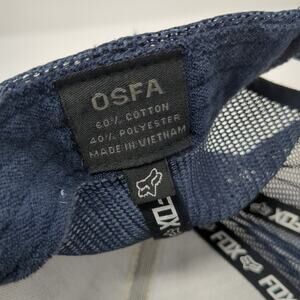 OSFA
60% COTTON
40% POLYESTER
MADE IN VIETNAM
FOX
FOX
FOX